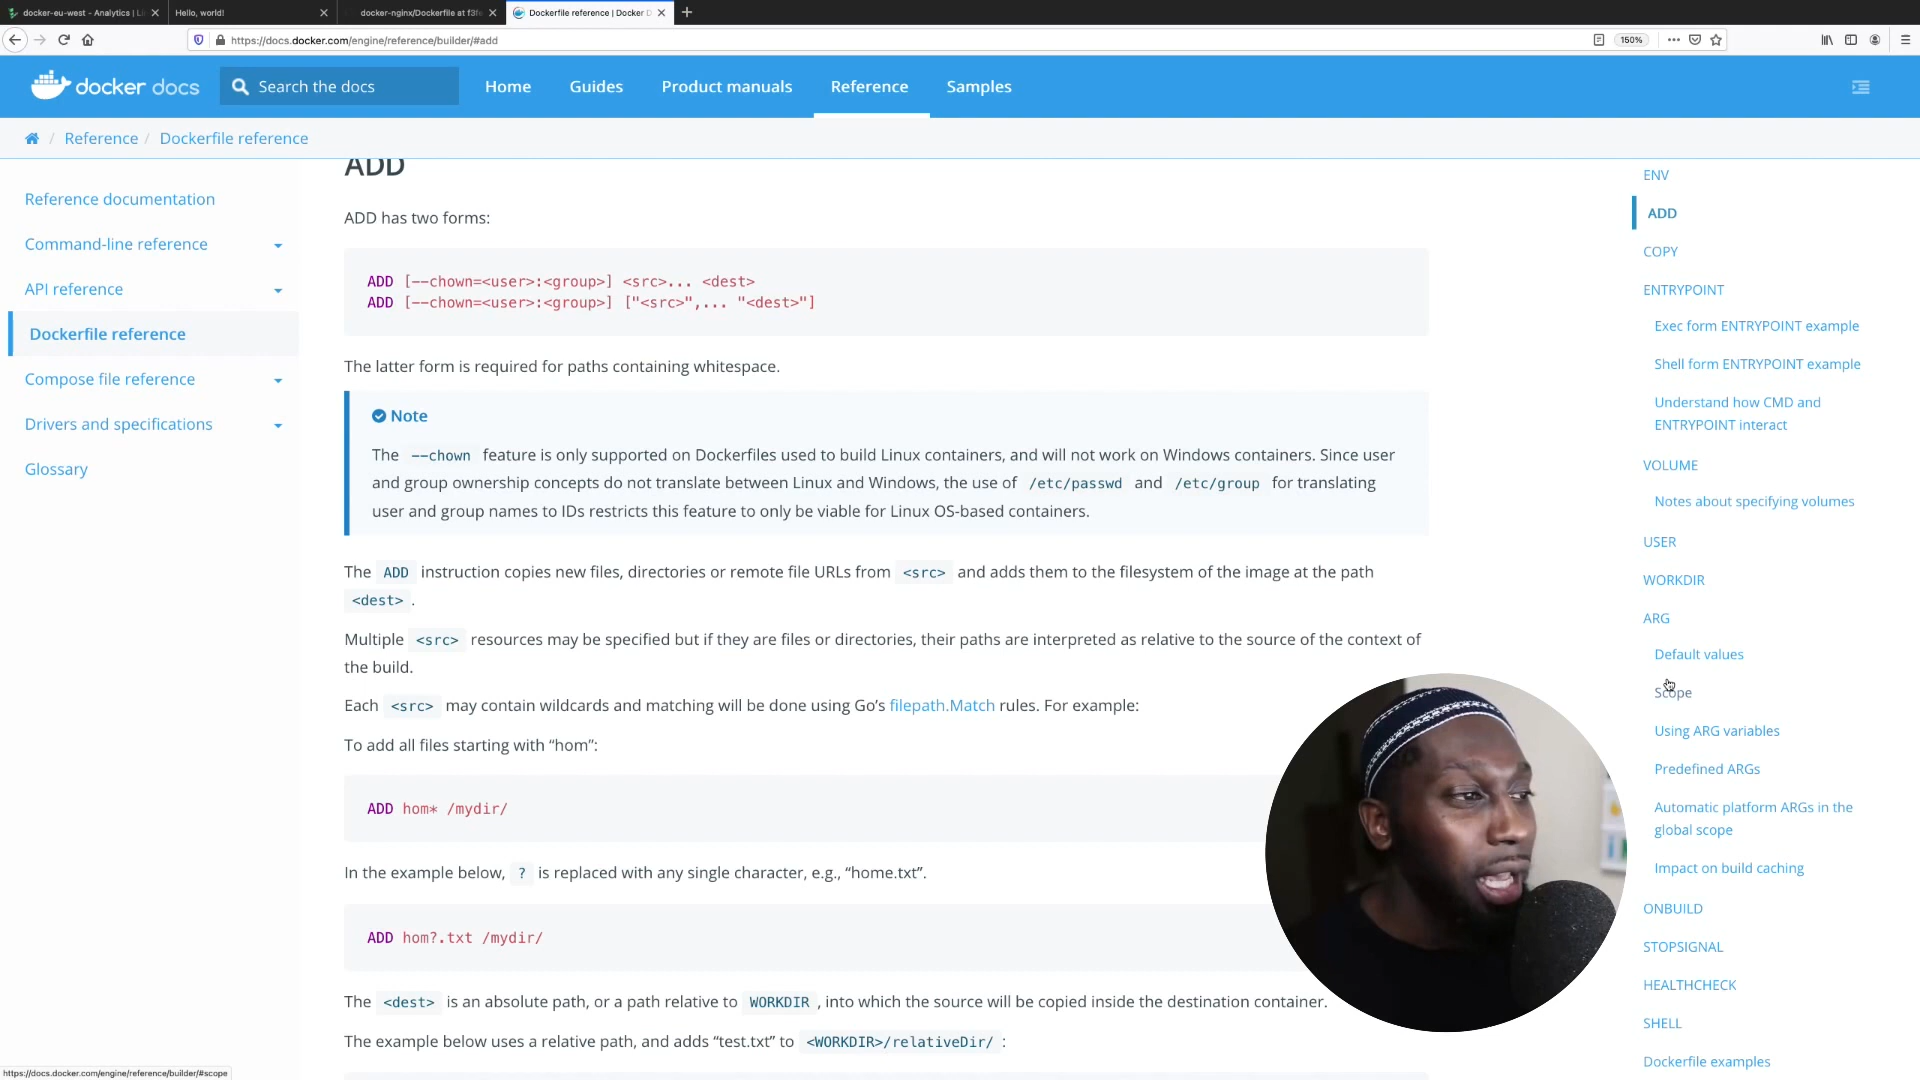 docker-eu-west - Analytics | Li
Hello, world!
docker-nginx/Dockerfile at f3fe
Dockerfile reference | Docker D
https://docs.docker.com/engine/reference/builder/#add
150%
docker docs
Search the docs
Home
Guides
Product manuals
Reference
Samples
/ Reference / Dockerfile reference
Reference documentation
Command-line reference
API reference
Dockerfile reference
Compose file reference
Drivers and specifications
Glossary
ADD
ADD has two forms:
ADD [--chown=<user>:<group>] <src>... <dest>
ADD [--chown=<user>:<group>] ["<src>",... "<dest>"]
The latter form is required for paths containing whitespace.
Note
The --chown feature is only supported on Dockerfiles used to build Linux containers, and will not work on Windows containers. Since user
and group ownership concepts do not translate between Linux and Windows, the use of /etc/passwd and /etc/group for translating
user and group names to IDs restricts this feature to only be viable for Linux OS-based containers.
The ADD instruction copies new files, directories or remote file URLs from <src> and adds them to the filesystem of the image at the path
<dest> .
Multiple <src> resources may be specified but if they are files or directories, their paths are interpreted as relative to the source of the context of
the build.
Each <src> may contain wildcards and matching will be done using Go’s filepath.Match rules. For example:
To add all files starting with “hom”:
ADD hom* /mydir/
In the example below, ? is replaced with any single character, e.g., “home.txt”.
ADD hom?.txt /mydir/
The <dest> is an absolute path, or a path relative to WORKDIR , into which the source will be copied inside the destination container.
The example below uses a relative path, and adds “test.txt” to <WORKDIR>/relativeDir/ :
ENV
ADD
COPY
ENTRYPOINT
Exec form ENTRYPOINT example
Shell form ENTRYPOINT example
Understand how CMD and
ENTRYPOINT interact
VOLUME
Notes about specifying volumes
USER
WORKDIR
ARG
Default values
Scope
Using ARG variables
Predefined ARGs
Automatic platform ARGs in the
global scope
Impact on build caching
ONBUILD
STOPSIGNAL
HEALTHCHECK
SHELL
Dockerfile examples
https://docs.docker.com/engine/reference/builder/#scope